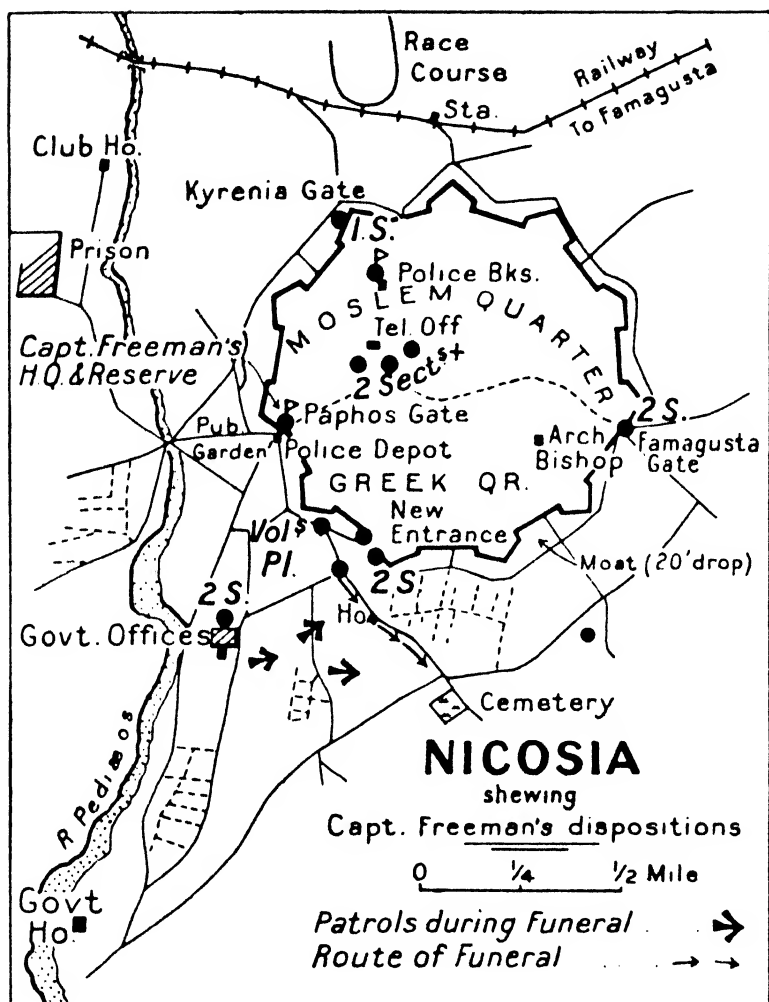 Race
Course
Railway
To Famagusta
Sta.
Club Ho.
Kyrenia Gate
1.S.
Prison
Police Bks.
MOSLEM QUARTER
Tel. Off
Capt. Freeman's
H.Q. & Reserve
2 Sects+
Paphos Gate
2 S.
Pub.
Garden
Police Depot
Arch
Bishop
Famagusta
Gate
GREEK QR.
New
Entrance
Vols
Pl.
2 S.
Moat (20' drop)
2 S.
Ho.
Govt. Offices
Cemetery
R Pedimos
NICOSIA
shewing
Capt. Freeman's dispositions
0 1/4 1/2 Mile
Govt
Ho.
Patrols during Funeral
Route of Funeral